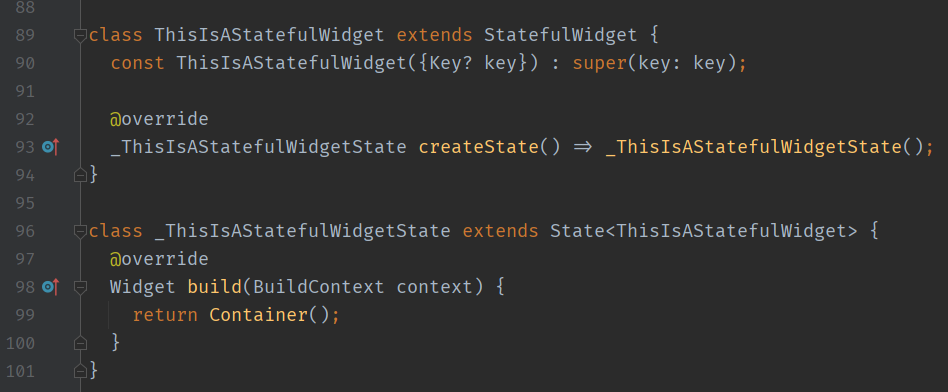 88
89 class ThisIsAStatefulWidget extends StatefulWidget {
90 const ThisIsAStatefulWidget({Key? key}) : super(key: key);
91
92 @override
93 _ThisIsAStatefulWidgetState createState() => _ThisIsAStatefulWidgetState();
94 }
95
96 class _ThisIsAStatefulWidgetState extends State<ThisIsAStatefulWidget> {
97 @override
98 Widget build(BuildContext context) {
99 return Container();
100 }
101 }